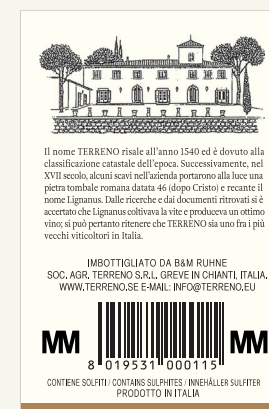 Il nome TERRENO risale all'anno 1540 ed è dovuto alla
classificazione catastale dell'epoca. Successivamente, nel
XVII secolo, alcuni scavi nell'azienda portarono alla luce una
pietra tombale romana datata 46 (dopo Cristo) e recante il
nome Lignanus. Dalle ricerche e dai documenti ritrovati si è
accertato che Lignanus coltivava la vite e produceva un ottimo
vino; si può pertanto ritenere che TERRENO sia uno fra i più
vecchi viticoltori in Italia.
IMBOTTIGLIATO DA B&M RUHNE
SOC. AGR. TERRENO S.R.L. GREVE IN CHIANTI, ITALIA.
WWW.TERRENO.SE E-MAIL: INFO@TERRENO.EU
MM MM
8 019531 000115
CONTIENE SOLFITI / CONTAINS SULPHITES / INNEHÅLLER SULFITER
PRODOTTO IN ITALIA